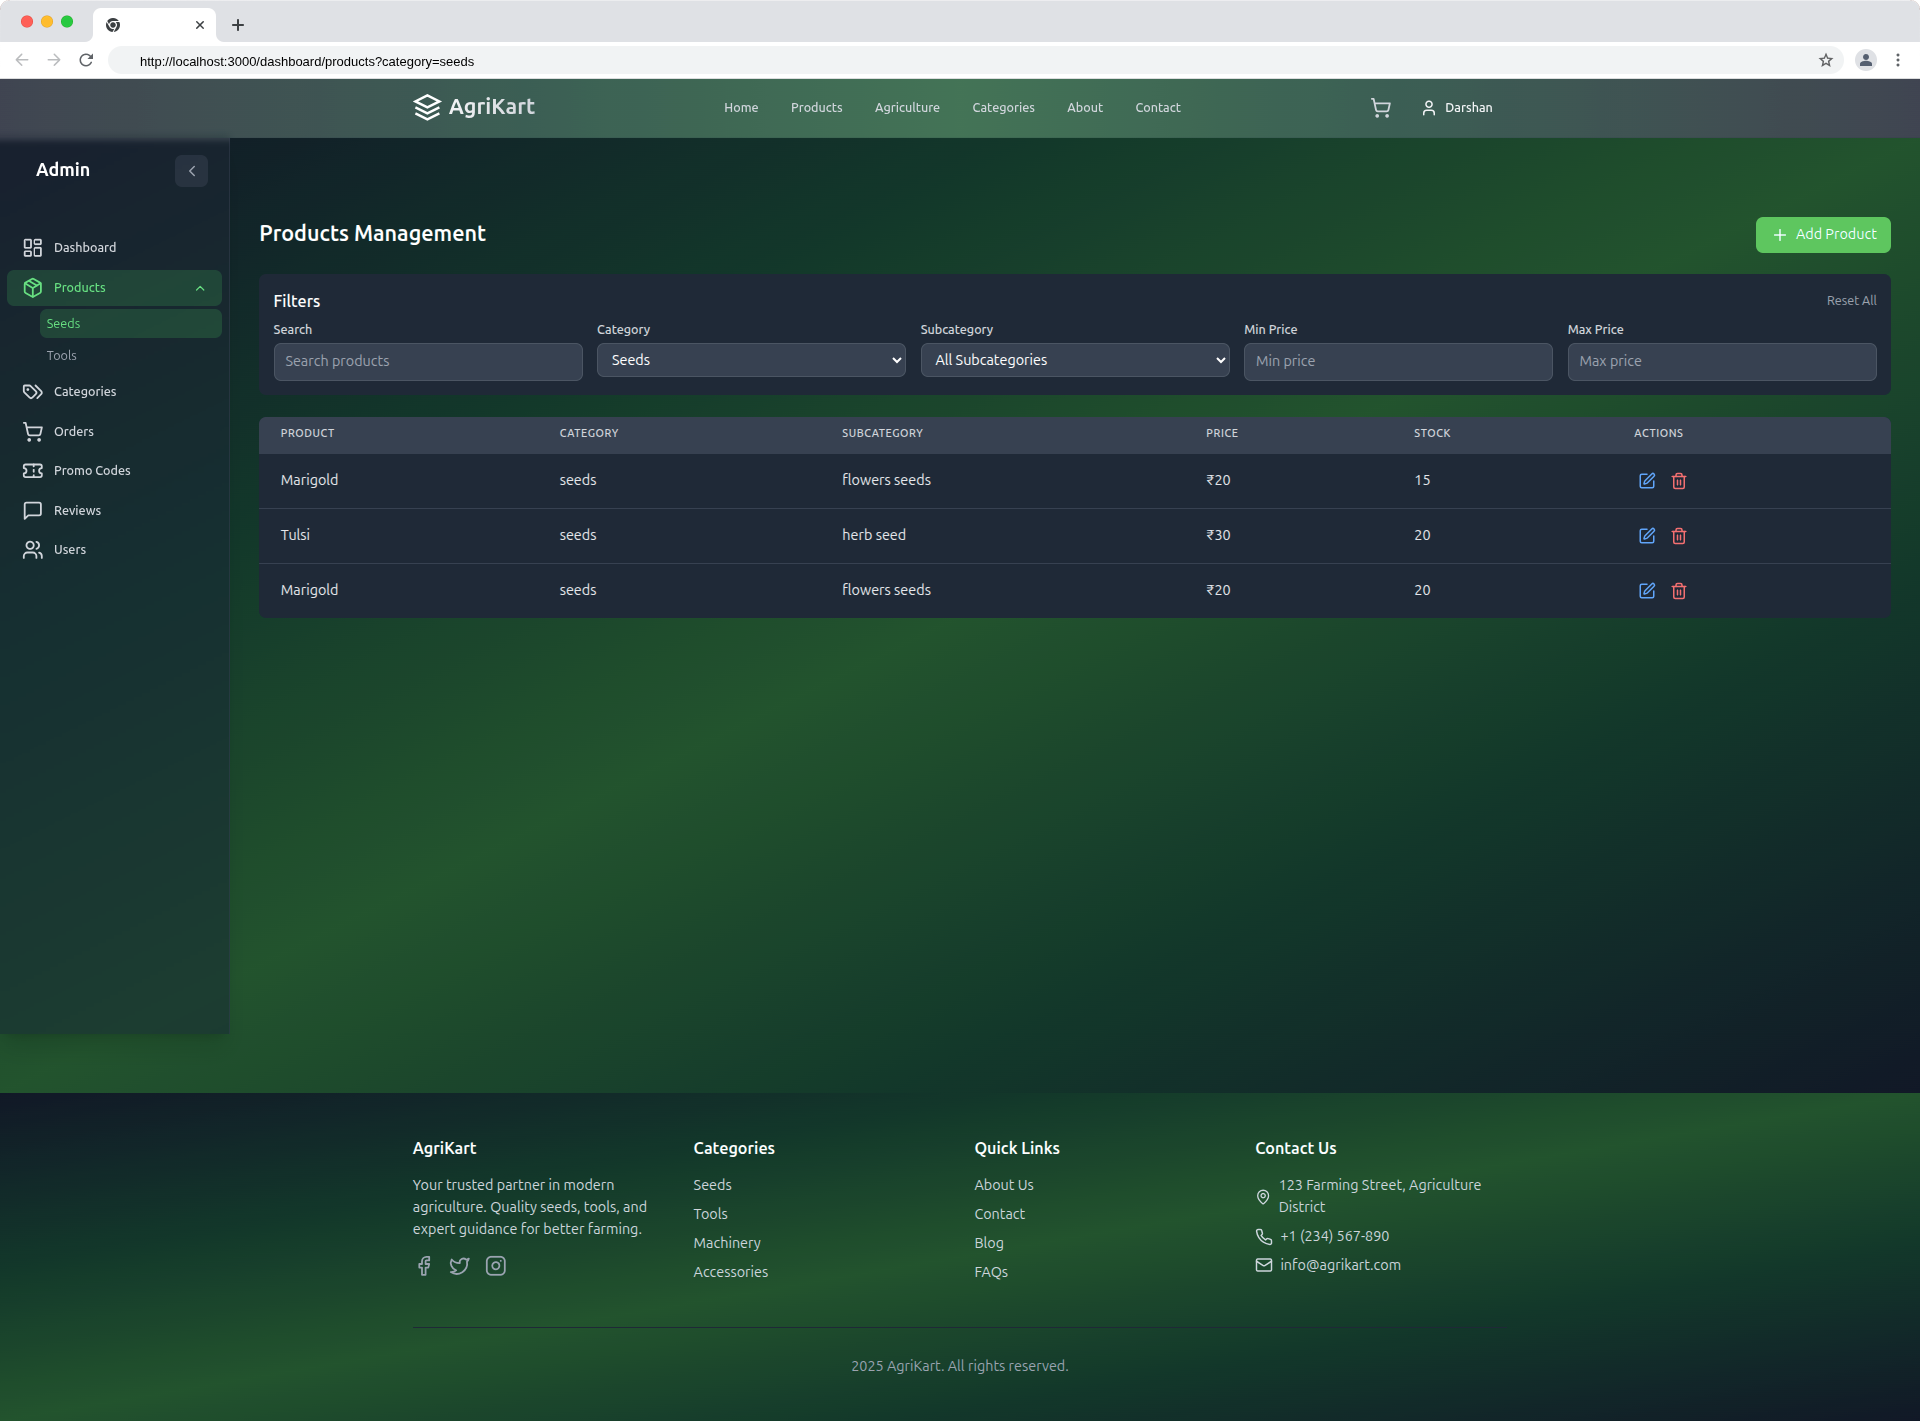 http://localhost:3000/dashboard/products?category=seeds
AgriKart
Home
Products
Agriculture
Categories
About
Contact
Darshan
Admin
Dashboard
Products
Seeds
Tools
Categories
Orders
Promo Codes
Reviews
Users
Products Management
Add Product
Filters
Reset All
Search
Category
Subcategory
Min Price
Max Price
Search products
Seeds
All Subcategories
Min price
Max price
PRODUCT CATEGORY SUBCATEGORY PRICE STOCK ACTIONS
Marigold seeds flowers seeds ₹20 15
Tulsi seeds herb seed ₹30 20
Marigold seeds flowers seeds ₹20 20
AgriKart
Your trusted partner in modern
agriculture. Quality seeds, tools, and
expert guidance for better farming.
Categories
Seeds
Tools
Machinery
Accessories
Quick Links
About Us
Contact
Blog
FAQs
Contact Us
123 Farming Street, Agriculture
District
+1 (234) 567-890
info@agrikart.com
2025 AgriKart. All rights reserved.